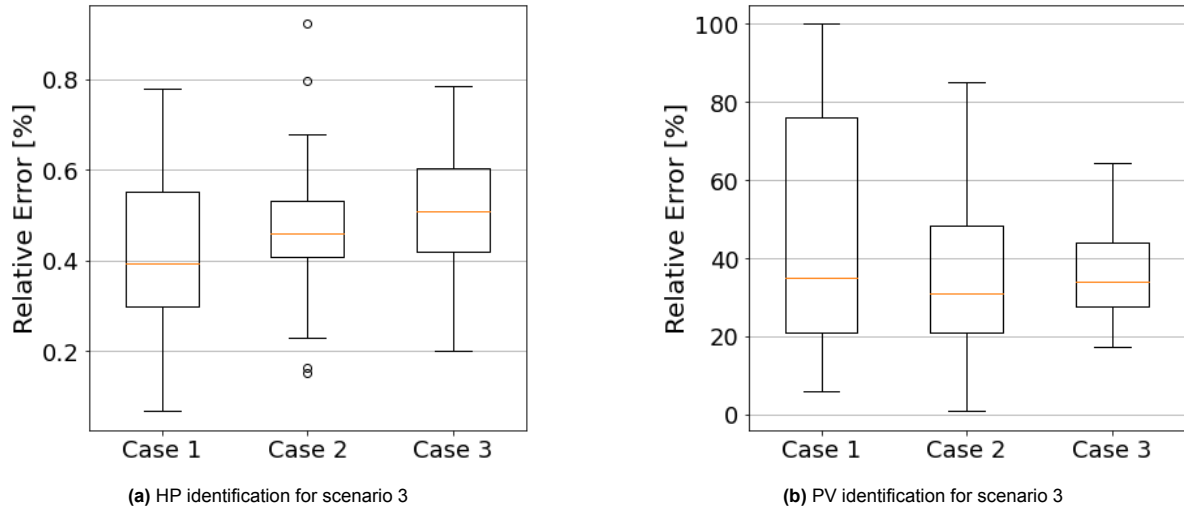 Relative Error [%]
0.8
0.6
0.4
0.2
Case 1 Case 2 Case 3
(a) HP identification for scenario 3
Relative Error [%]
100
80
60
40
20
0
Case 1 Case 2 Case 3
(b) PV identification for scenario 3